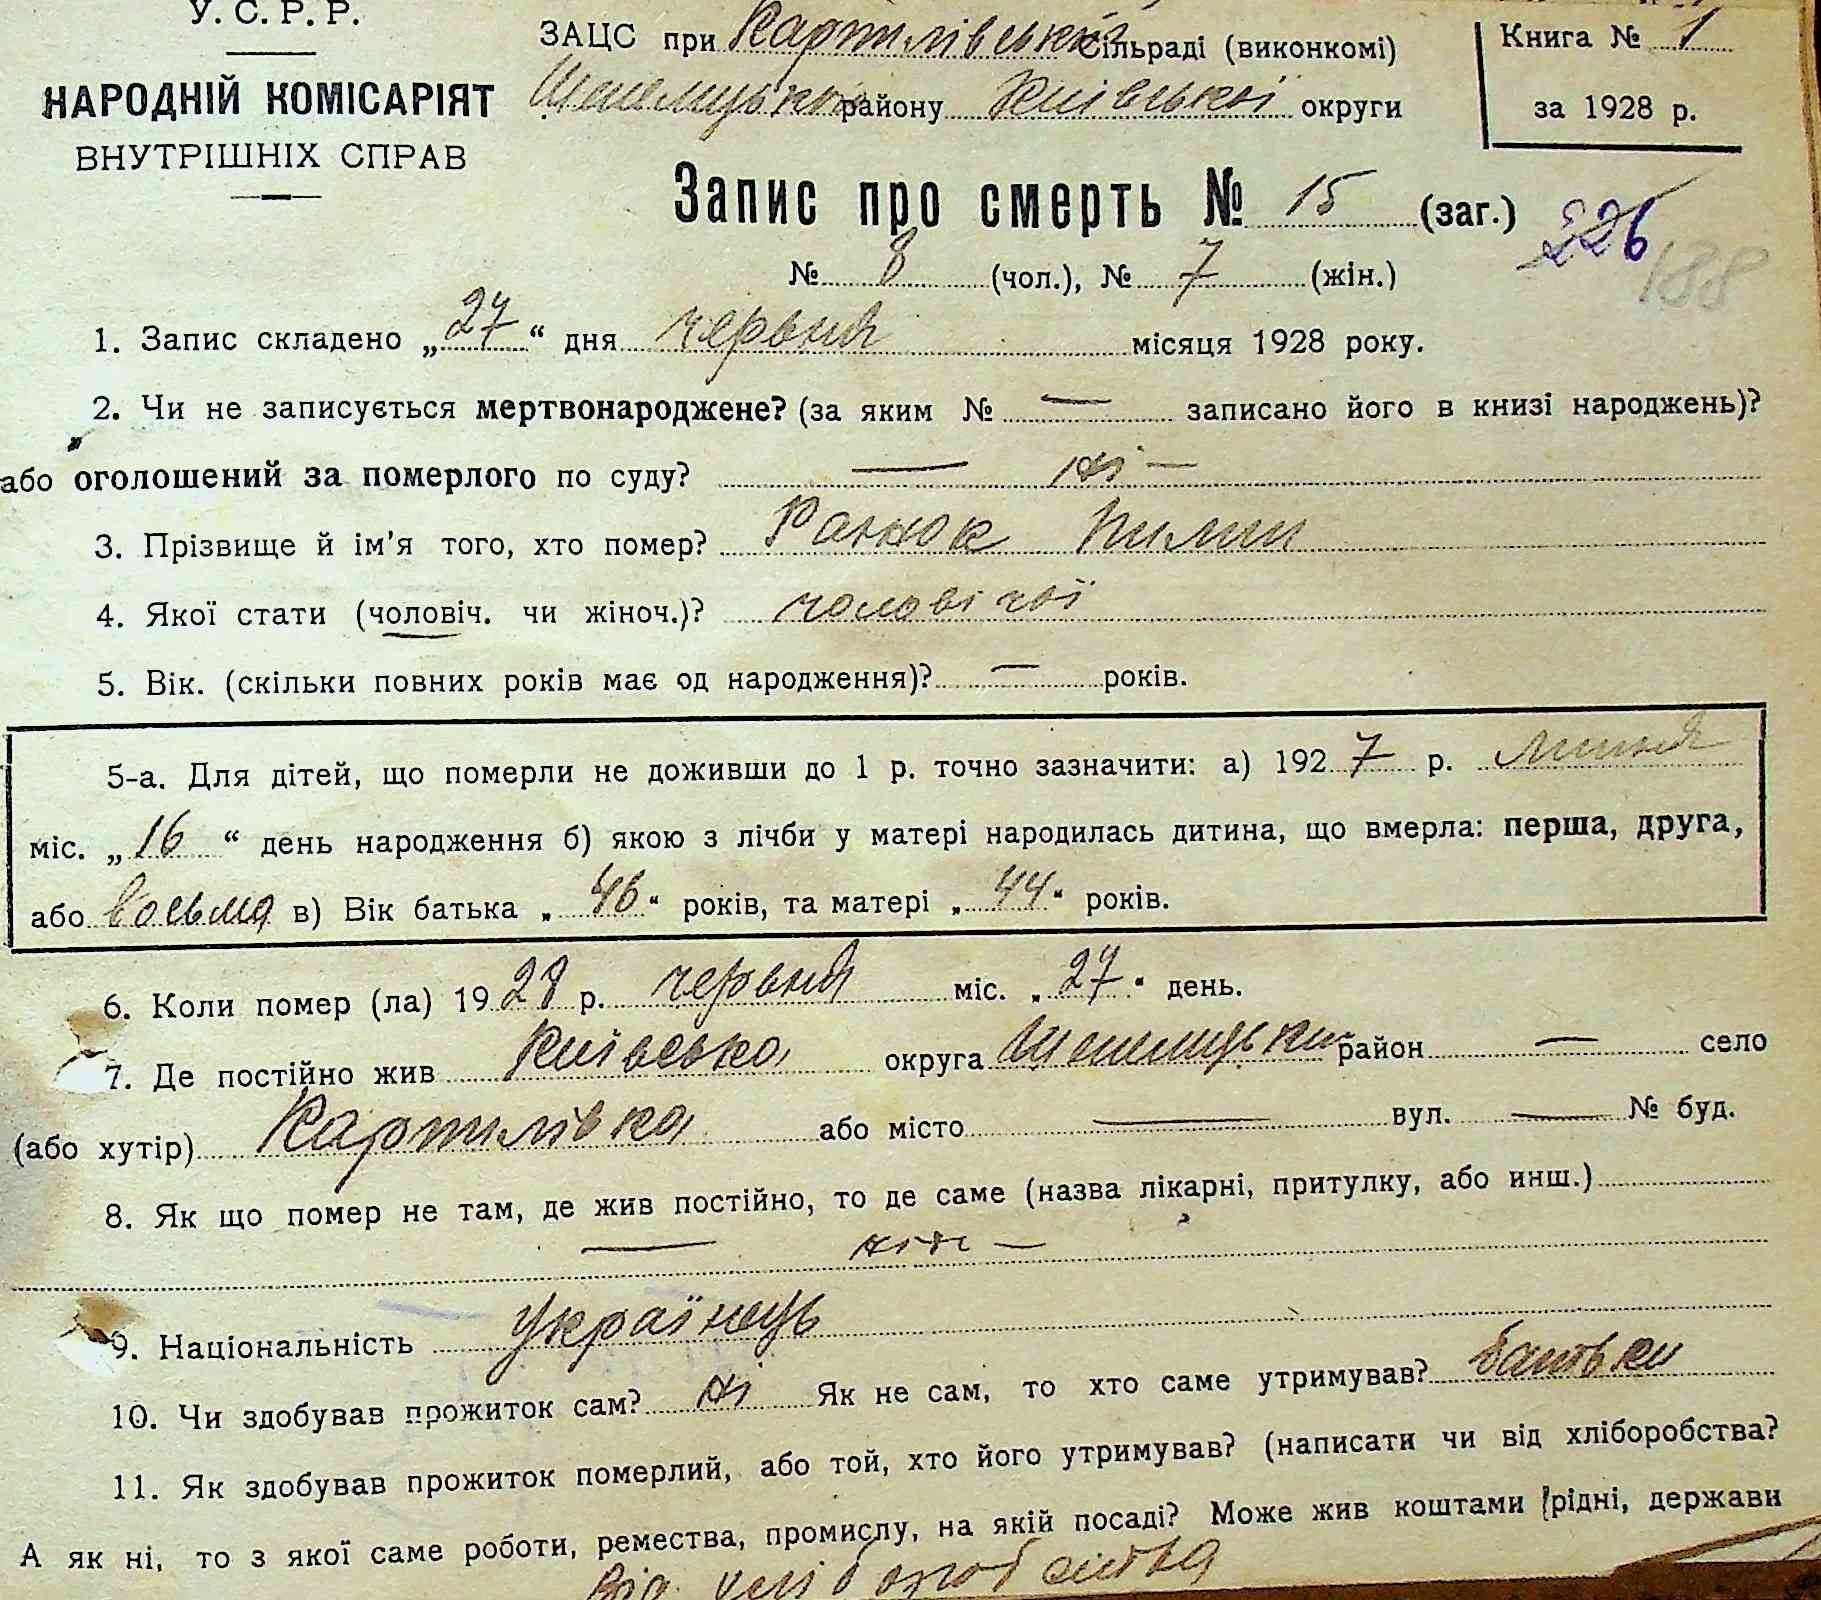 У. С. Р. Р.
НАРОДНІЙ КОМІСАРІЯТ
ВНУТРІШНІХ СПРАВ
ЗАЦС при Картилівській сільраді (виконкомі)
району Київської округи
Книга № 1
за 1928 р.
Запис про смерть № 15 (заг.)
226
188
№ 8 (чол.), № 7 (жін.)
1. Запис складено „27“ дня червня місяця 1928 року.
2. Чи не записується мертвонароджене? (за яким № — записано його в книзі народжень)?
або оголошений за померлого по суду? — ні —
3. Прізвище й ім'я того, хто помер? Ранюк Пилип
4. Якої стати (чоловіч. чи жіноч.)? чоловічої
5. Вік. (скільки повних років має од народження)? — років.
5-а. Для дітей, що померли не доживши до 1 р. точно зазначити: а) 1927 р. липня
міс. „16“ день народження б) якою з лічби у матері народилась дитина, що вмерла: перша, друга,
або восьма в) Вік батька „46“ років, та матері „44“ років.
6. Коли помер (ла) 1928 р. червня міс. „27“ день.
7. Де постійно жив Київська округа район — село
(або хутір) Картилівка або місто — вул. — № буд.
8. Як що помер не там, де жив постійно, то де саме (назва лікарні, притулку, або инш.)
9. Національність Українець
10. Чи здобував прожиток сам? ні Як не сам, то хто саме утримував? батьки
11. Як здобував прожиток померлий, або той, хто його утримував? (написати чи від хліборобства?
А як ні, то з якої саме роботи, ремества, промислу, на якій посаді? Може жив коштами рідні, держави
Від хліборобства